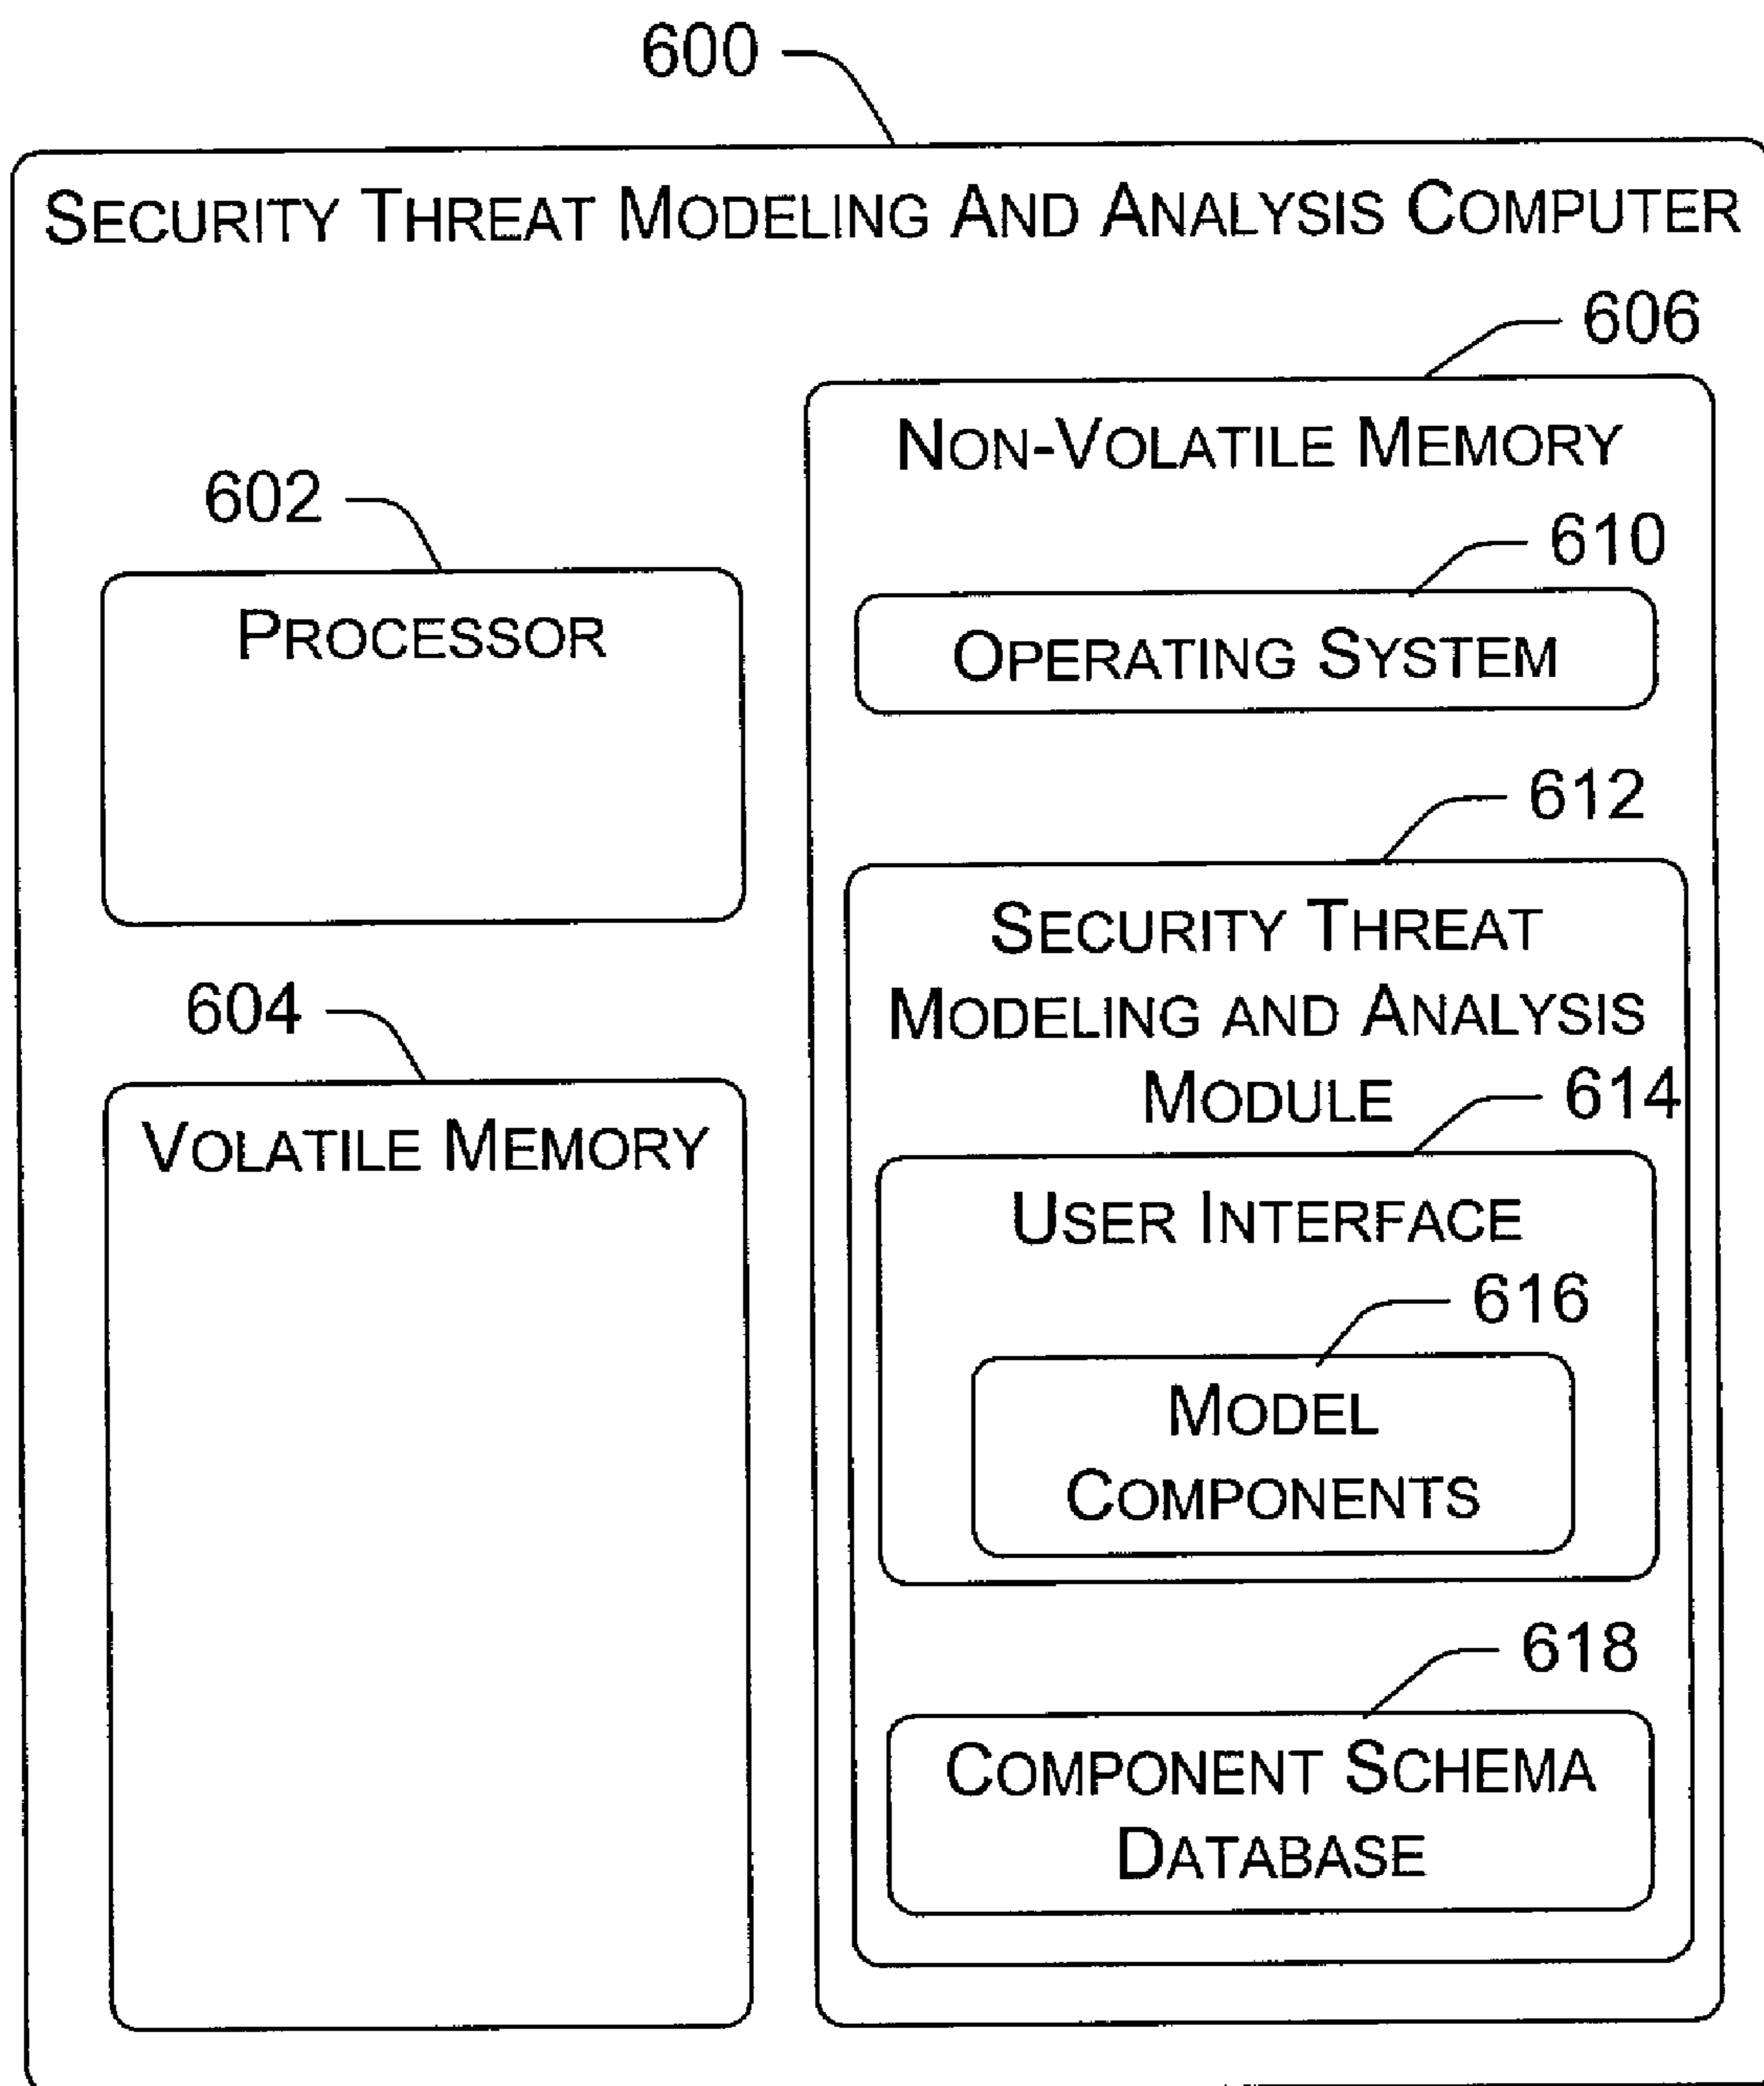 600
SECURITY THREAT MODELING AND ANALYSIS COMPUTER
606
NON-VOLATILE MEMORY
602
610
PROCESSOR
OPERATING SYSTEM
612
SECURITY THREAT
MODELING AND ANALYSIS
MODULE
604
614
VOLATILE MEMORY
USER INTERFACE
616
MODEL
COMPONENTS
618
COMPONENT SCHEMA
DATABASE